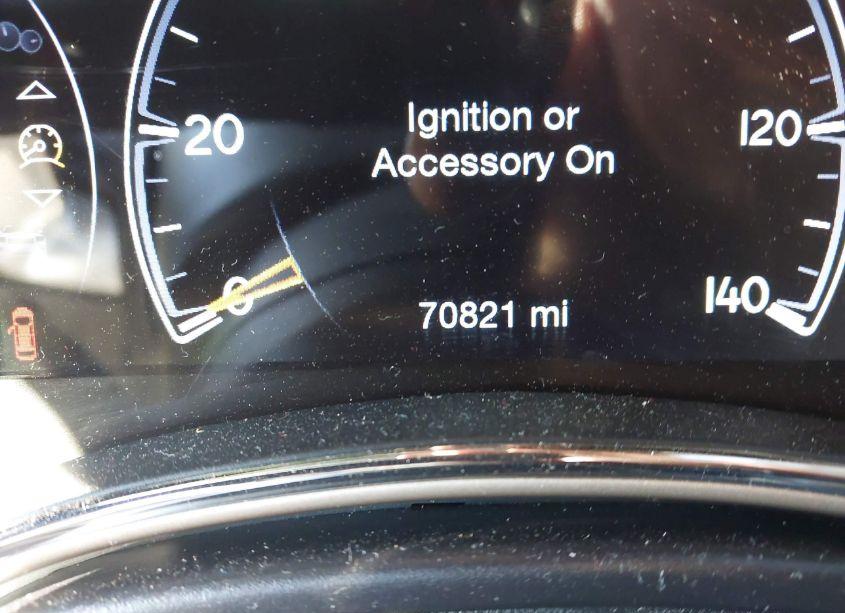 Ignition or
Accessory On
20
120
0
140
70821 mi